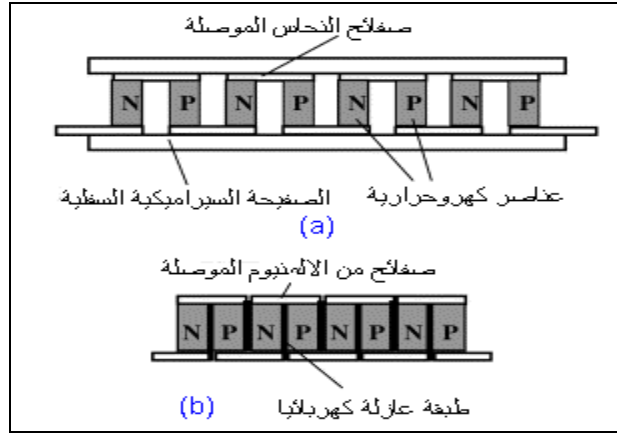 صفائح النحاس الموصلة
N P N P N P N P
الصفيحة السيراميكية السفلية
عناصر كهروحرارية
(a)
صفائح من الالمنيوم الموصلة
N P N P N P N P
(b)
طبقة عازلة كهربائيا